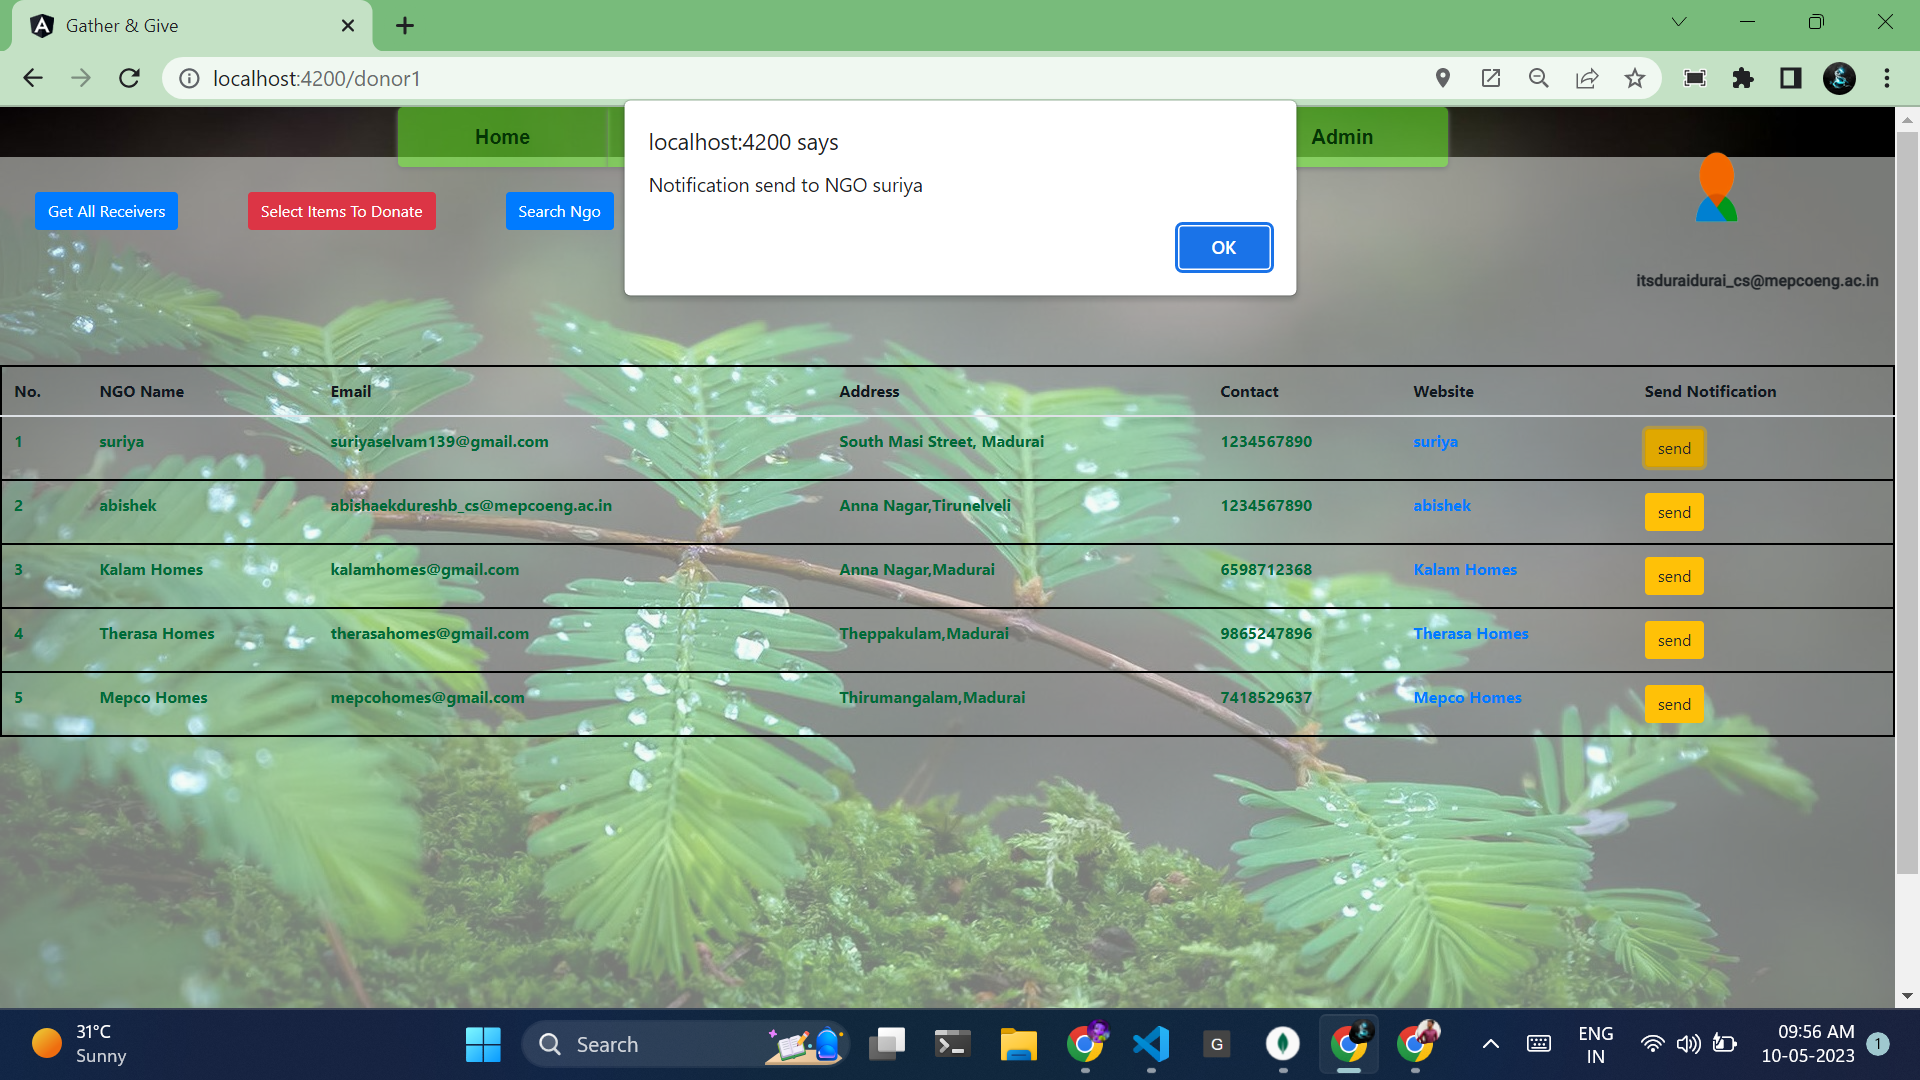 Gather & Give
localhost:4200/donor1
Home
Admin
localhost:4200 says
Notification send to NGO suriya
OK
Get All Receivers
Select Items To Donate
Search Ngo
itsduraidurai_cs@mepcoeng.ac.in
No. NGO Name Email Address Contact Website Send Notification
1 suriya suriyaselvam139@gmail.com South Masi Street, Madurai 1234567890 suriya send
2 abishek abishaekdureshb_cs@mepcoeng.ac.in Anna Nagar,Tirunelveli 1234567890 abishek send
3 Kalam Homes kalamhomes@gmail.com Anna Nagar,Madurai 6598712368 Kalam Homes send
4 Therasa Homes therasahomes@gmail.com Theppakulam,Madurai 9865247896 Therasa Homes send
5 Mepco Homes mepcohomes@gmail.com Thirumangalam,Madurai 7418529637 Mepco Homes send
31°C
Sunny
Search
G
ENG
IN
09:56 AM
10-05-2023
1